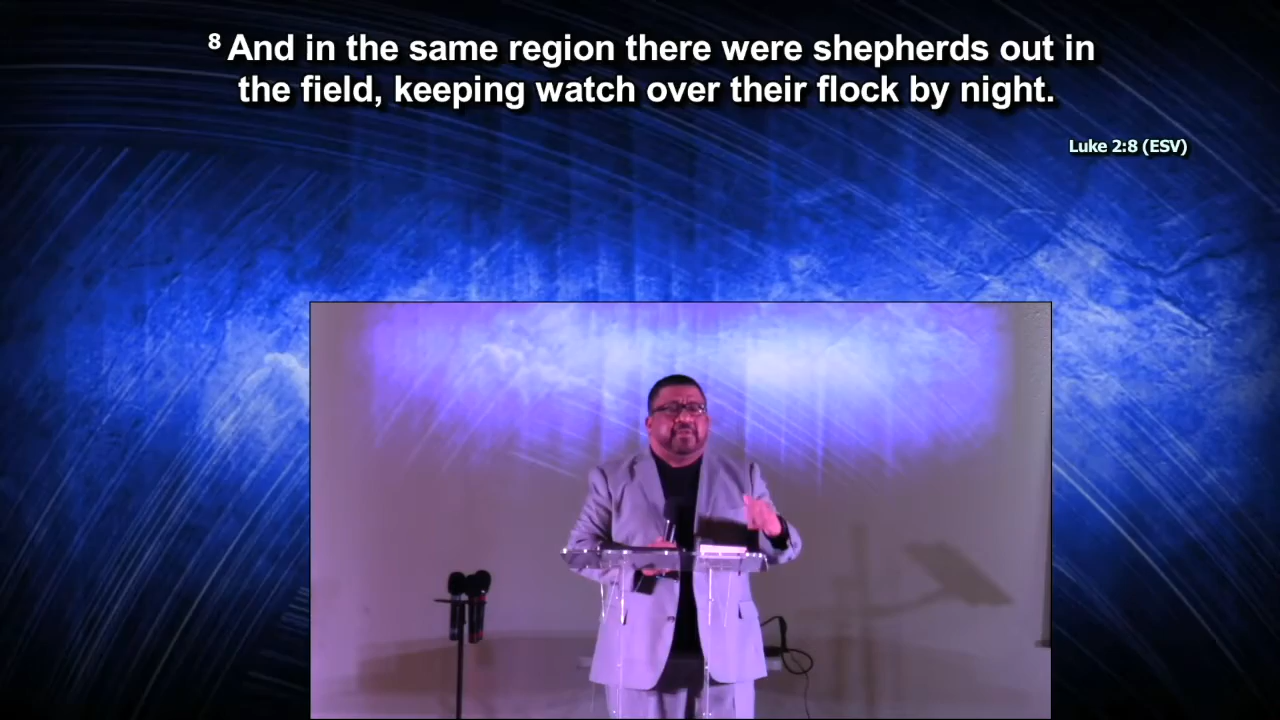 8 And in the same region there were shepherds out in
the field, keeping watch over their flock by night.
Luke 2:8 (ESV)